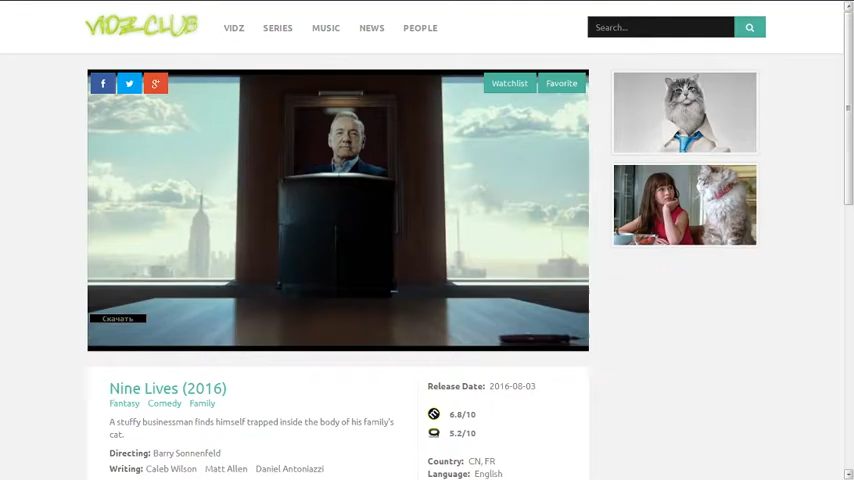 VIDZ.CLUB
VIDZ SERIES MUSIC NEWS PEOPLE
Search...
f g+ Watchlist Favorite
Скачать
Nine Lives (2016)
Fantasy Comedy Family
A stuffy businessman finds himself trapped inside the body of his family's
cat.
Directing: Barry Sonnenfeld
Writing: Caleb Wilson Matt Allen Daniel Antoniazzi
Release Date: 2016-08-03
6.8/10
5.2/10
Country: CN, FR
Language: English